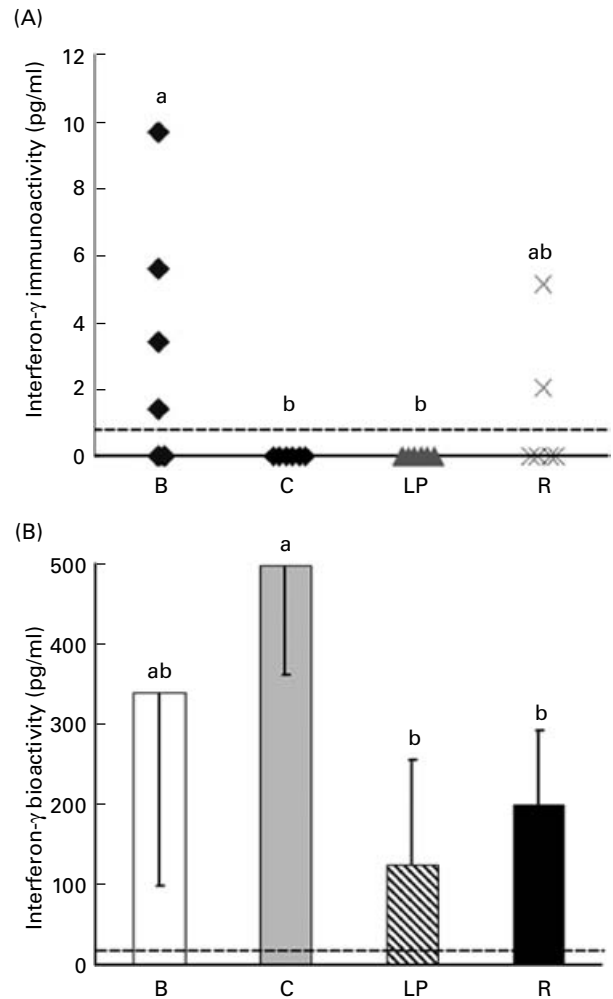 (A)
Interferon-γ immunoactivity (pg/ml)
12
10
8
6
4
2
0
a
b
b
ab
B C LP R
(B)
Interferon-γ bioactivity (pg/ml)
500
400
300
200
100
0
ab
a
b
b
B C LP R